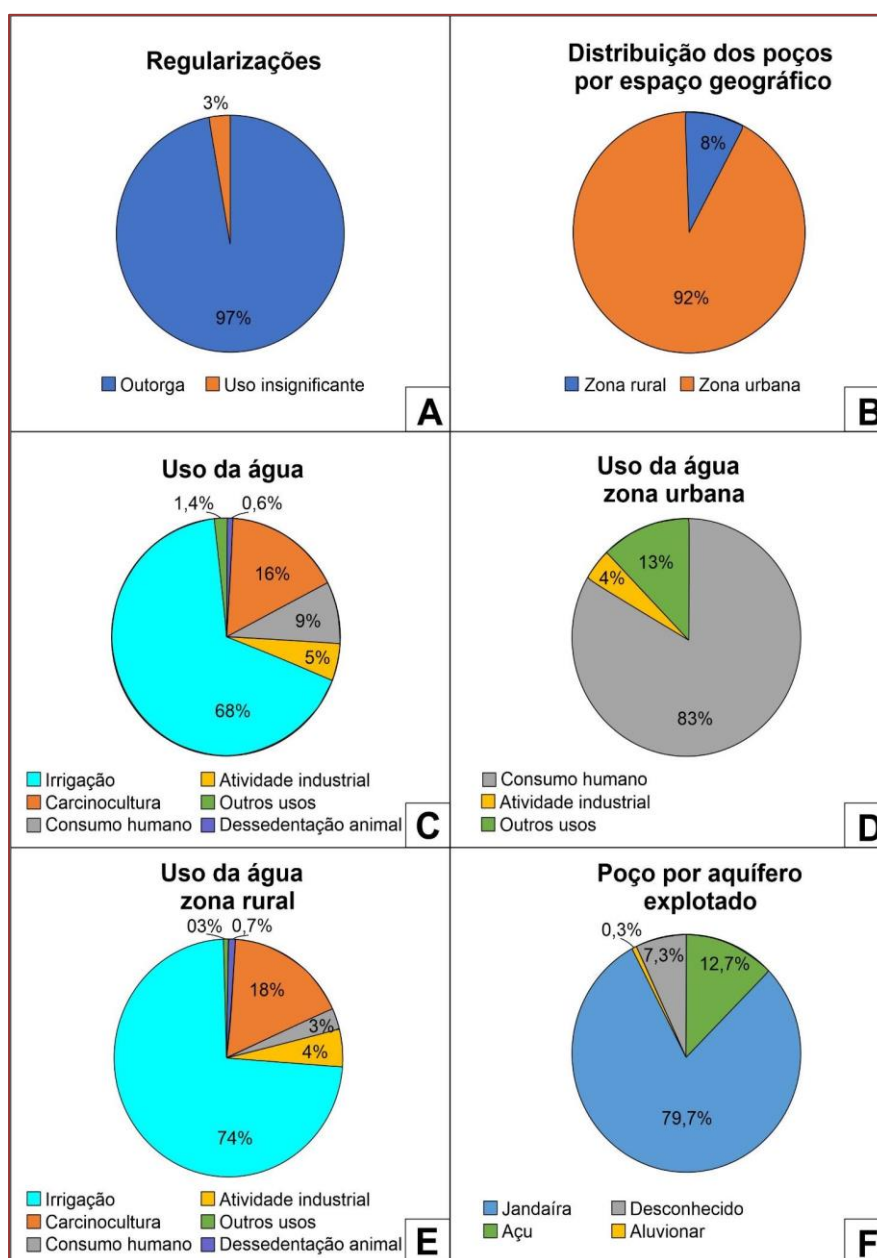 Regularizações
3%
97%
Outorga Uso insignificante
A
Distribuição dos poços
por espaço geográfico
8%
92%
Zona rural Zona urbana
B
Uso da água
1,4% 0,6%
16%
9%
5%
68%
Irrigação Atividade industrial
Carcinocultura Outros usos
Consumo humano Dessedentação animal
C
Uso da água
zona urbana
13%
4%
83%
Consumo humano
Atividade industrial
Outros usos
D
Uso da água
zona rural
03% 0,7%
18%
3%
4%
74%
Irrigação Atividade industrial
Carcinocultura Outros usos
Consumo humano Dessedentação animal
E
Poço por aquífero
explotado
0,3%
7,3% 12,7%
79,7%
Jandaíra Desconhecido
Açu Aluvionar
F